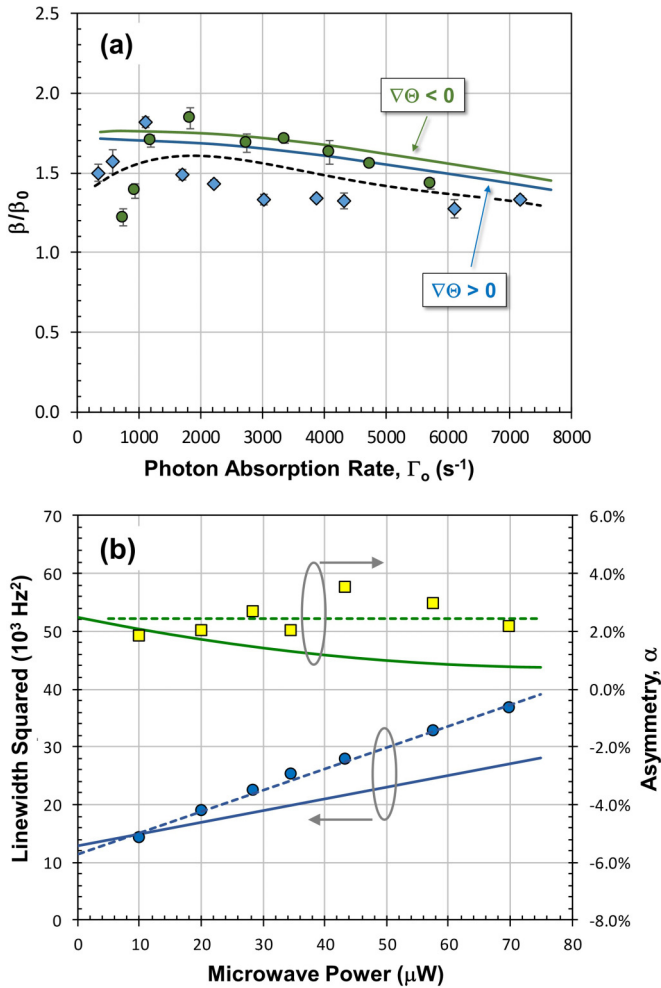 (a)
2.5
2.0
1.5
1.0
0.5
0.0
β/β₀
∇Θ < 0
∇Θ > 0
0 1000 2000 3000 4000 5000 6000 7000 8000
Photon Absorption Rate, Γₒ (s⁻¹)
(b)
70
60
50
40
30
20
10
0
Linewidth Squared (10³ Hz²)
6.0%
4.0%
2.0%
0.0%
-2.0%
-4.0%
-6.0%
-8.0%
Asymmetry, α
0 10 20 30 40 50 60 70 80
Microwave Power (μW)